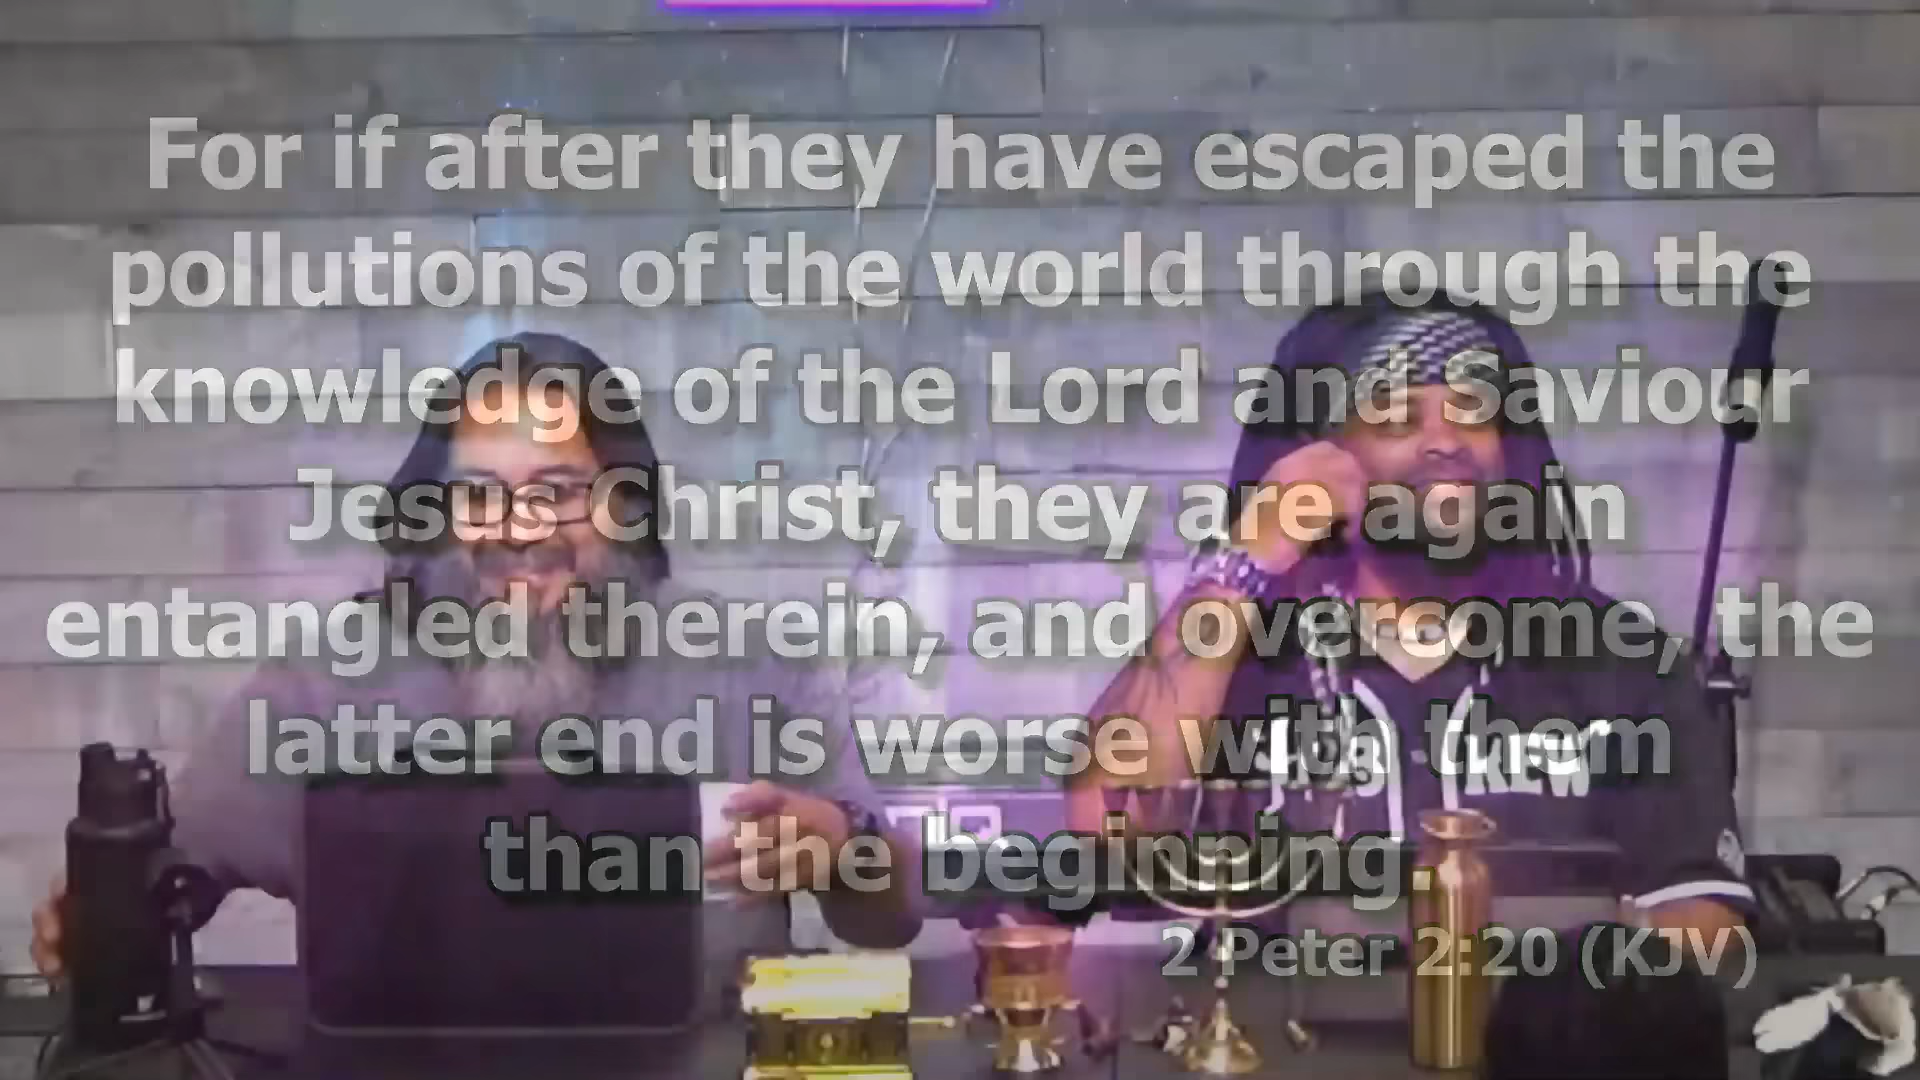 For if after they have escaped the
pollutions of the world through the
knowledge of the Lord and Saviour
Jesus Christ, they are again
entangled therein, and overcome, the
latter end is worse with them
than the beginning.
2 Peter 2:20 (KJV)
KEW